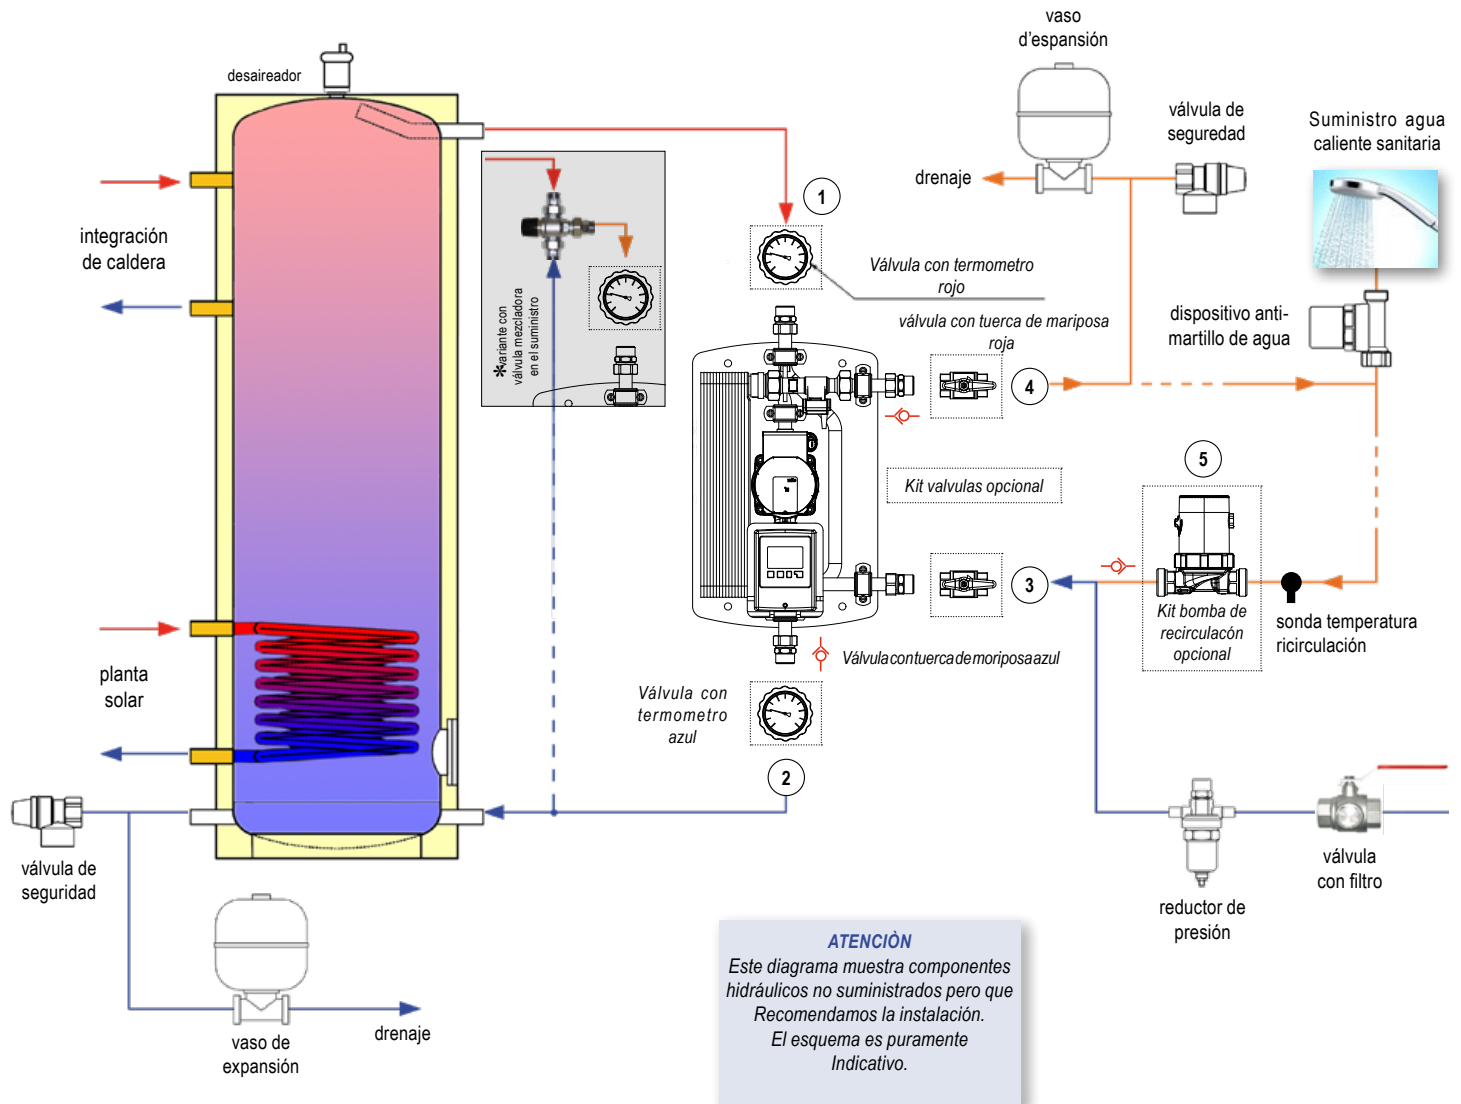 vaso
d'espansión
desaireador
válvula de
seguredad
Suministro agua
caliente sanitaria
drenaje
1
integración
de caldera
Válvula con termometro
rojo
válvula con tuerca de mariposa
roja
dispositivo anti-
martillo de agua
✻variante con
válvula mezcladora
en el suministro
4
5
Kit valvulas opcional
3
Kit bomba de
recirculacón
opcional
sonda temperatura
ricirculación
Válvulacontuercademoriposaazul
planta
solar
Válvula con
termometro
azul
2
válvula de
seguridad
válvula
con filtro
reductor de
presión
ATENCIÒN
Este diagrama muestra componentes
hidráulicos no suministrados pero que
Recomendamos la instalación.
El esquema es puramente
Indicativo.
drenaje
vaso de
expansión